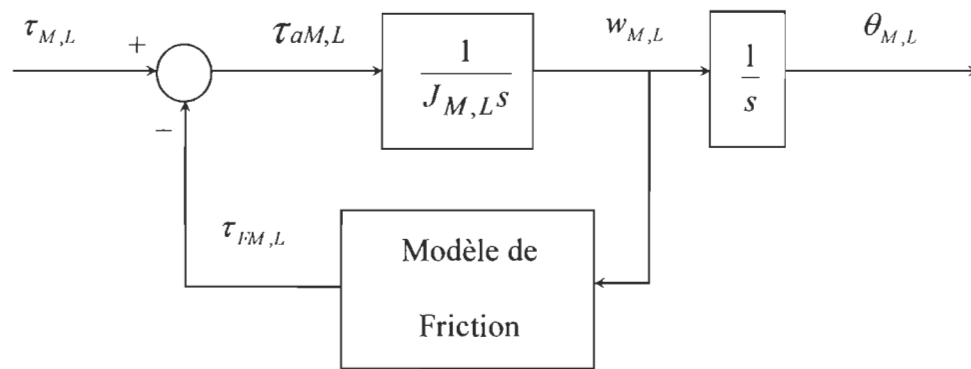 τ_{M,L} + τ_{aM,L} 1/(J_{M,L}s) w_{M,L} 1/s θ_{M,L}
−
τ_{FM,L}
Modèle de
Friction